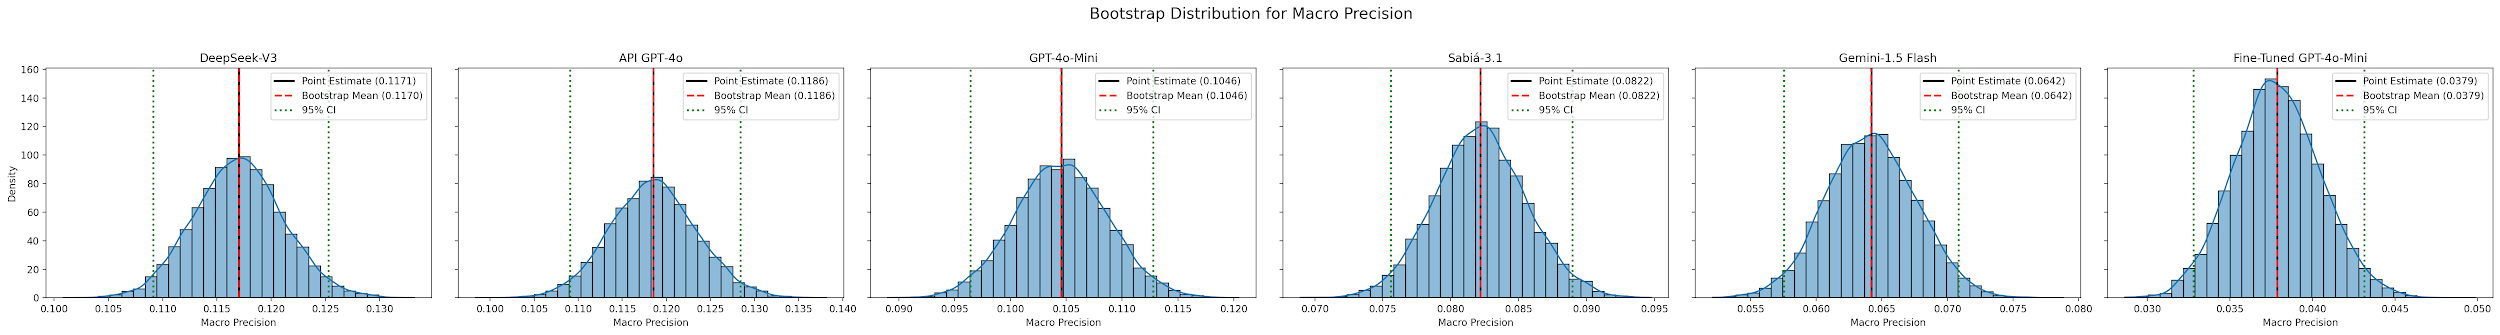 Bootstrap Distribution for Macro Precision
DeepSeek-V3
Point Estimate (0.1171)
Bootstrap Mean (0.1170)
95% CI
160
140
120
100
80
60
40
20
0
Density
0.100 0.105 0.110 0.115 0.120 0.125 0.130
Macro Precision
API GPT-4o
Point Estimate (0.1186)
Bootstrap Mean (0.1186)
95% CI
0.100 0.105 0.110 0.115 0.120 0.125 0.130 0.135 0.140
Macro Precision
GPT-4o-Mini
Point Estimate (0.1046)
Bootstrap Mean (0.1046)
95% CI
0.090 0.095 0.100 0.105 0.110 0.115 0.120
Macro Precision
Sabiá-3.1
Point Estimate (0.0822)
Bootstrap Mean (0.0822)
95% CI
0.070 0.075 0.080 0.085 0.090 0.095
Macro Precision
Gemini-1.5 Flash
Point Estimate (0.0642)
Bootstrap Mean (0.0642)
95% CI
0.055 0.060 0.065 0.070 0.075 0.080
Macro Precision
Fine-Tuned GPT-4o-Mini
Point Estimate (0.0379)
Bootstrap Mean (0.0379)
95% CI
0.030 0.035 0.040 0.045 0.050
Macro Precision